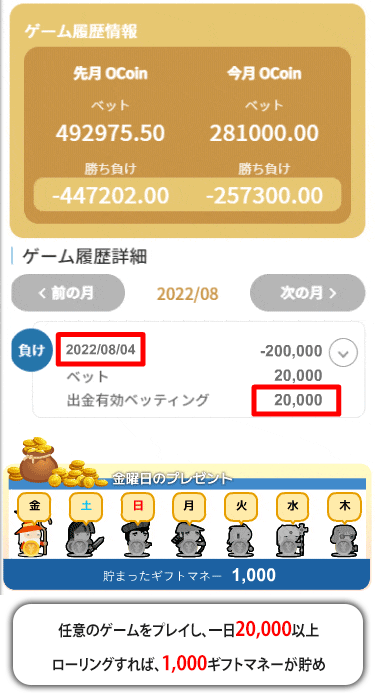 ゲーム履歴情報
先月 OCoin 今月 OCoin
ベット ベット
492975.50 281000.00
勝ち負け 勝ち負け
-447202.00 -257300.00
ゲーム履歴詳細
< 前の月 2022/08 次の月 >
負け 2022/08/04 -200,000
ベット 20,000
出金有効ベッティング 20,000
金曜日のプレゼント
金 土 日 月 火 水 木
貯まったギフトマネー 1,000
任意のゲームをプレイし、一日20,000以上
ローリングすれば、1,000ギフトマネーが貯め